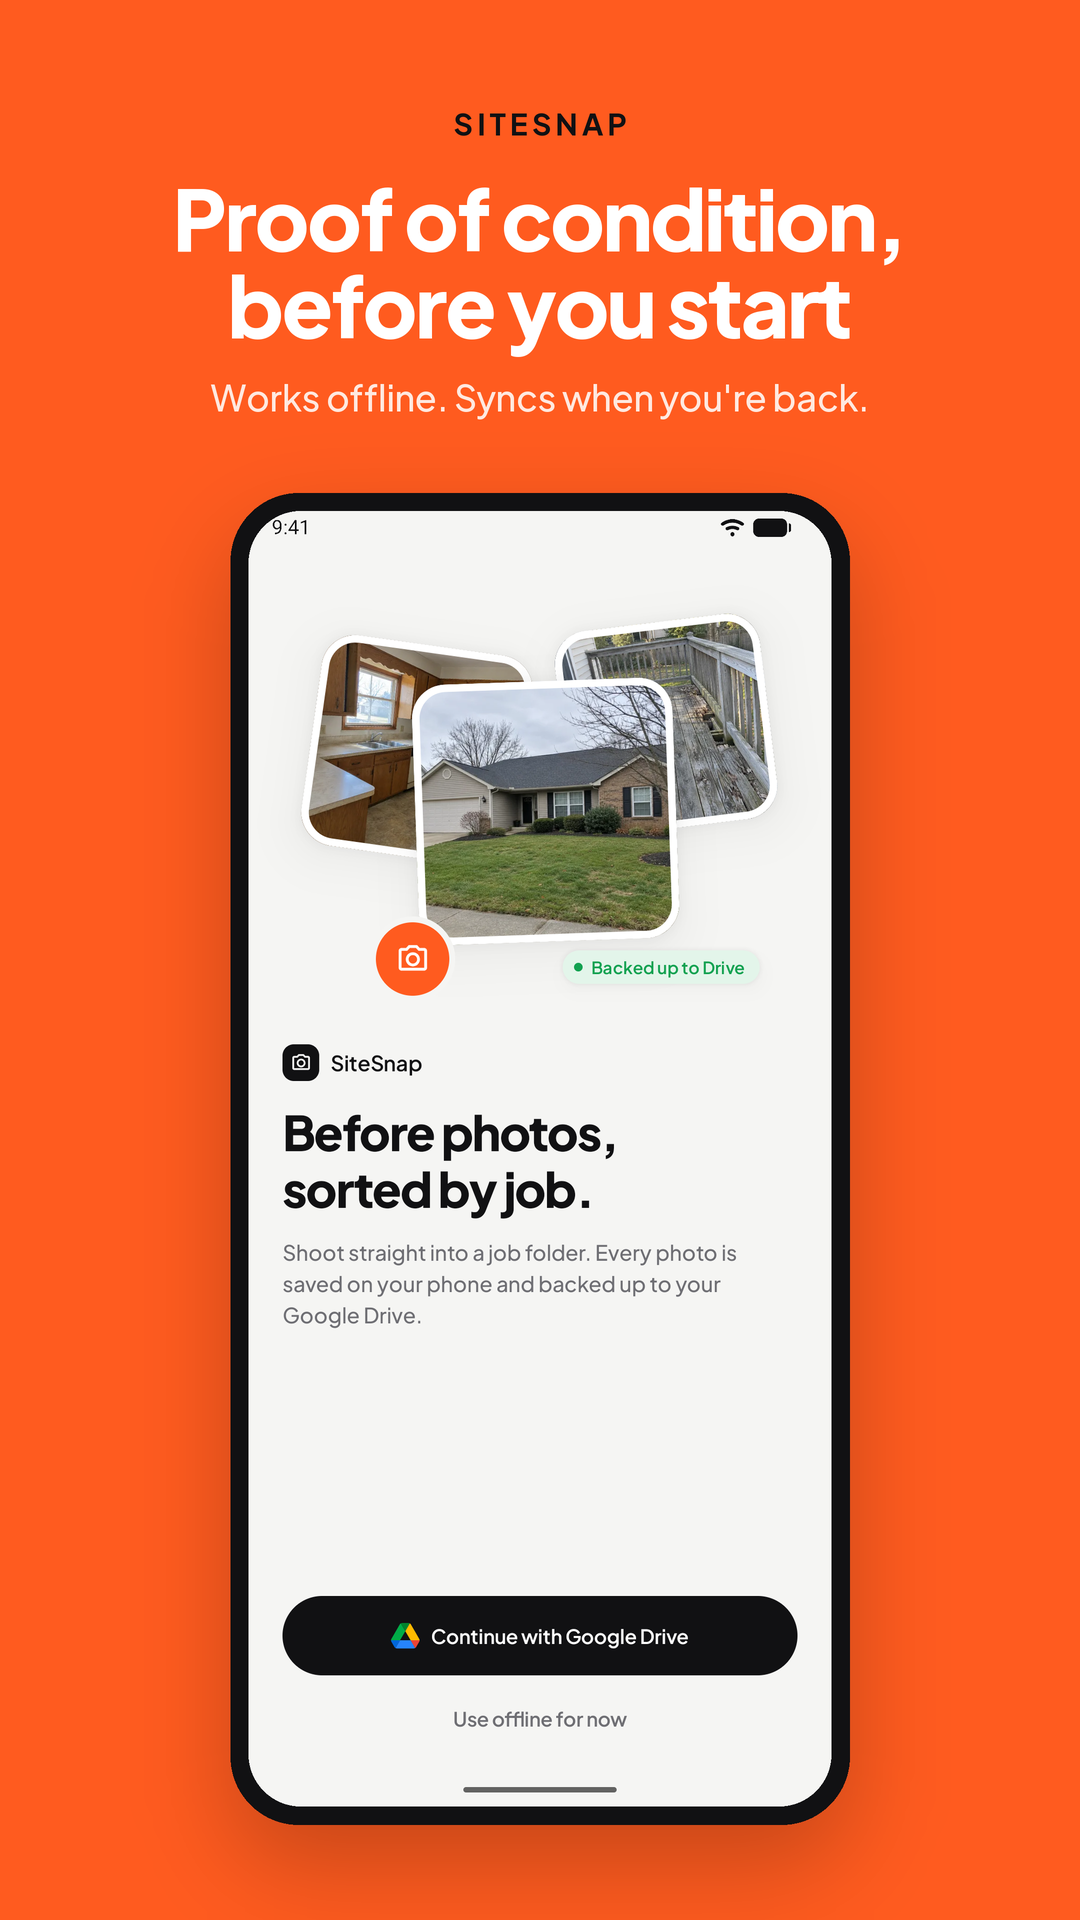 SITESNAP
Proof of condition,
before you start
Works offline. Syncs when you're back.
9:41
Backed up to Drive
SiteSnap
Before photos,
sorted by job.
Shoot straight into a job folder. Every photo is
saved on your phone and backed up to your
Google Drive.
Continue with Google Drive
Use offline for now